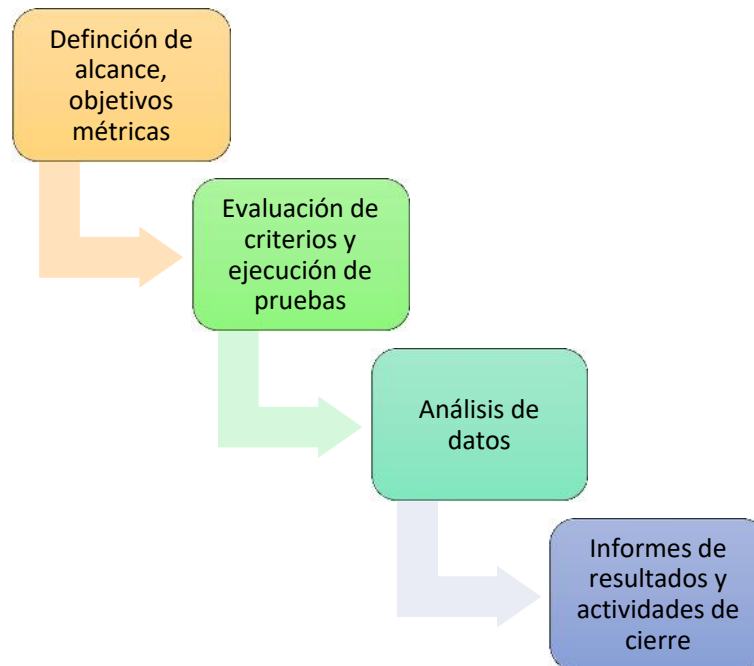 Definción de
alcance,
objetivos
métricas
Evaluación de
criterios y
ejecución de
pruebas
Análisis de
datos
Informes de
resultados y
actividades de
cierre